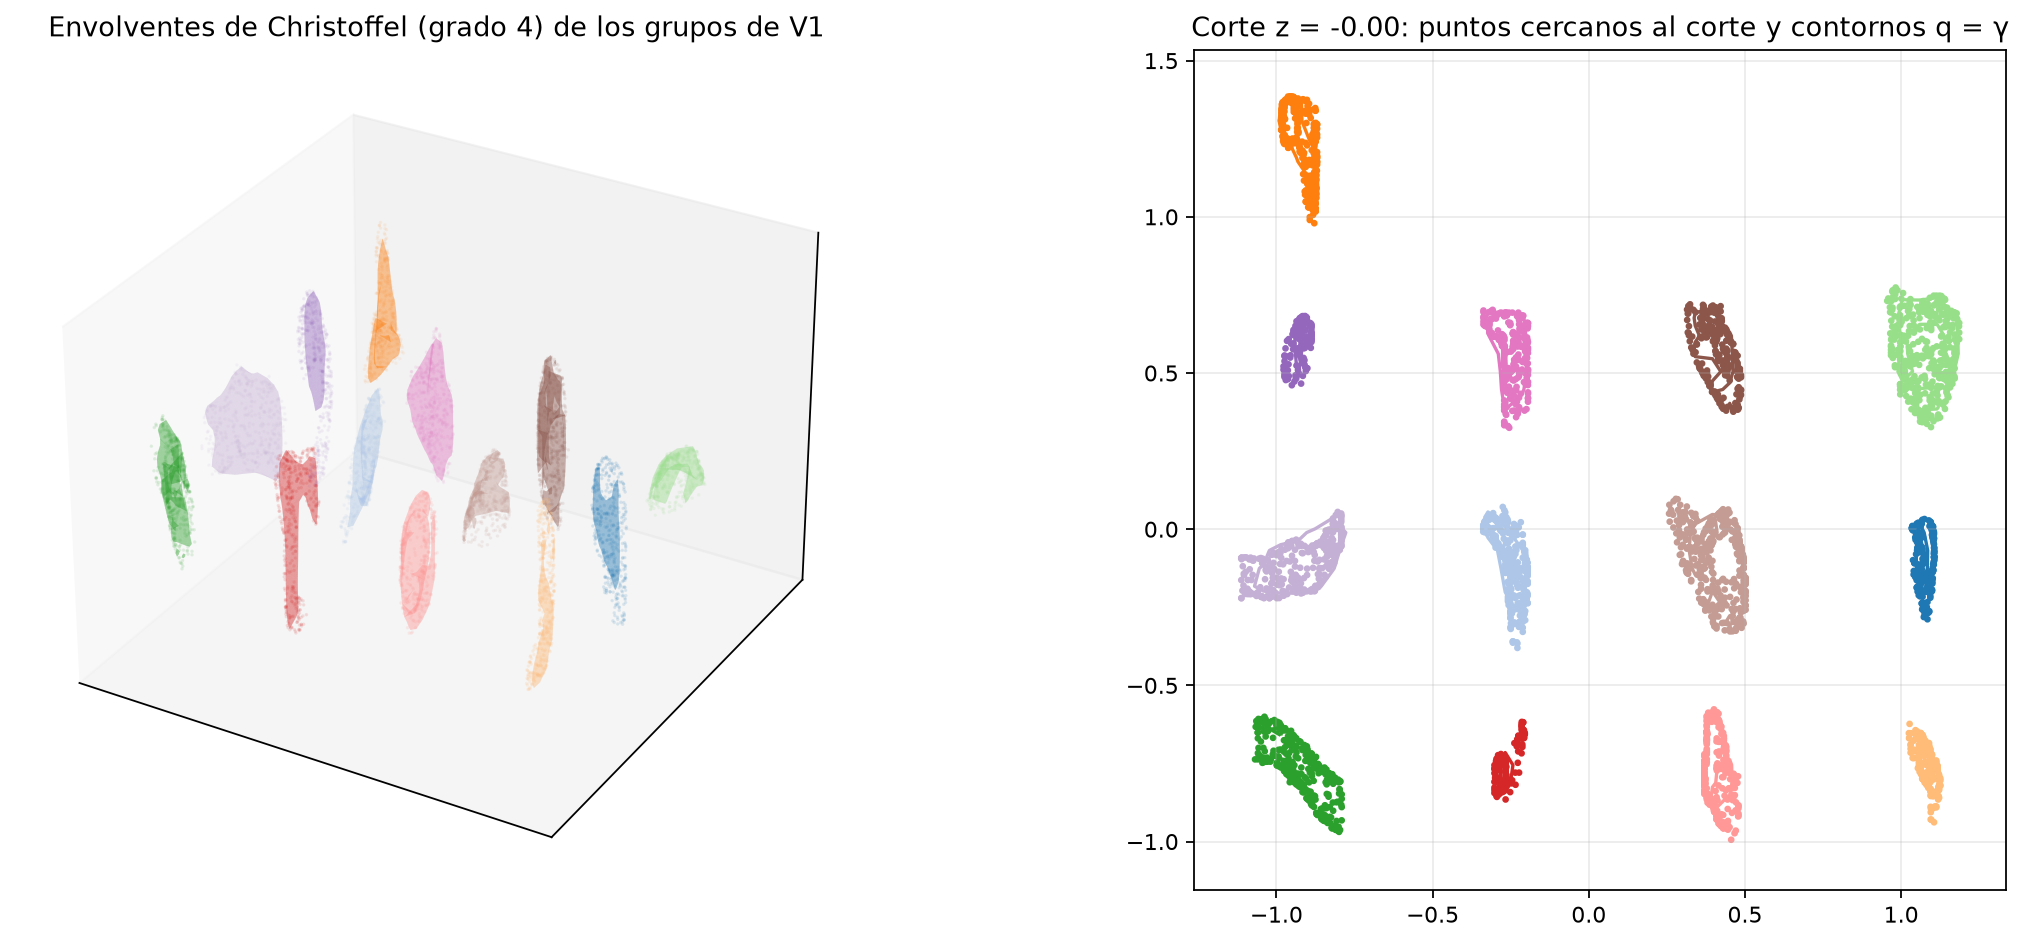 Envolventes de Christoffel (grado 4) de los grupos de V1
Corte z = -0.00: puntos cercanos al corte y contornos q = γ
1.5
1.0
0.5
0.0
−0.5
−1.0
−1.0 −0.5 0.0 0.5 1.0